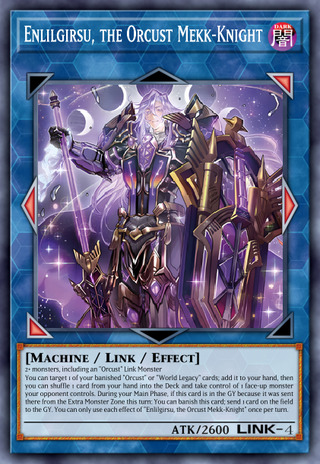 Enlilgirsu, the Orcust Mekk-Knight
DARK
闇
[Machine / Link / Effect]
2+ monsters, including an "Orcust" Link Monster
You can target 1 of your banished "Orcust" or "World Legacy" cards; add it to your hand, then
you can shuffle 1 card from your hand into the Deck and take control of 1 face-up monster
your opponent controls. During your Main Phase, if this card is in the GY because it was sent
there from the Extra Monster Zone this turn: You can banish this card; send 1 card on the field
to the GY. You can only use each effect of "Enlilgirsu, the Orcust Mekk-Knight" once per turn.
ATK/2600 LINK-4